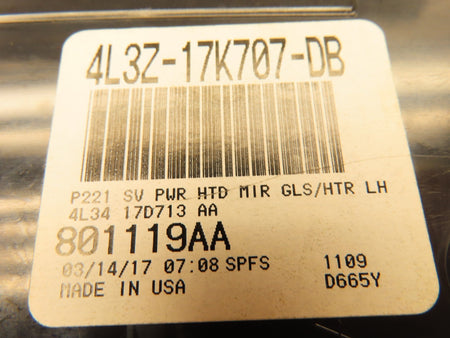 4L3Z-17K707-DB
P221 SV PWR HTD MIR GLS/HTR LH
4L34 17D713 AA
801119AA
03/14/17 07:08 SPFS 1109
MADE IN USA D665Y